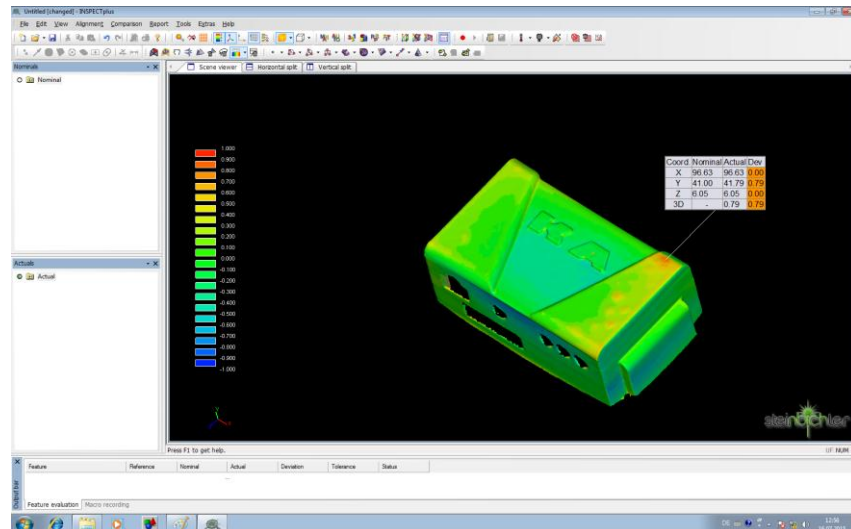 Untitled [changed] - INSPECTplus
File Edit View Alignment Comparison Report Tools Extras Help
Nominals
Scene viewer Horizontal split Vertical split
Nominal
1.000
0.900
0.800
0.700
0.600
0.500
0.400
0.300
0.200
0.100
0.000
-0.100
-0.200
-0.300
-0.400
-0.500
-0.600
-0.700
-0.800
-0.900
-1.000
Coord Nominal Actual Dev
X 96.63 96.63 0.00
Y 41.00 41.79 0.79
Z 6.05 6.05 0.00
3D - 0.79 0.79
KA
Actuals
Actual
steinbichler
Press F1 to get help.
UF NUM
Feature Reference Nominal Actual Deviation Tolerance Status
Output bar
Feature evaluation Macro recording
DE